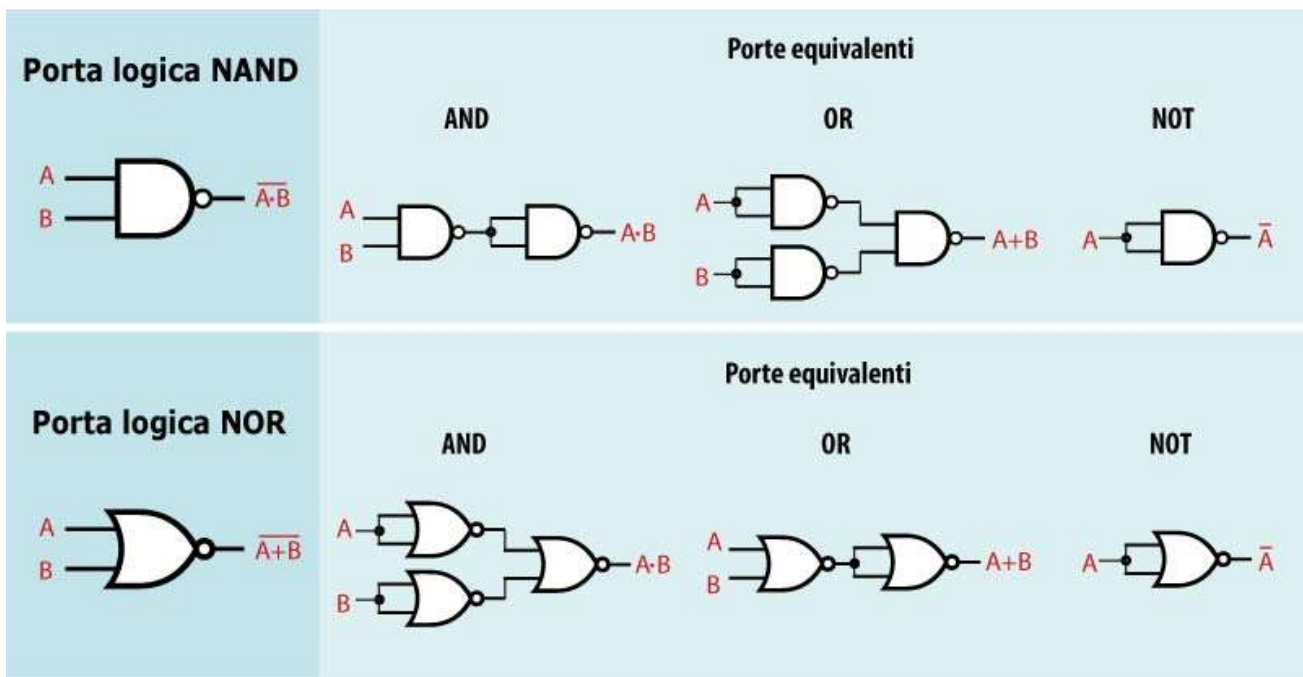 Porta logica NAND
A
B
A̅·̅B̅
Porte equivalenti
AND
A
B
A·B
OR
A
B
A+B
NOT
A
A̅
Porta logica NOR
A
B
A̅+̅B̅
Porte equivalenti
AND
A
B
A·B
OR
A
B
A+B
NOT
A
A̅